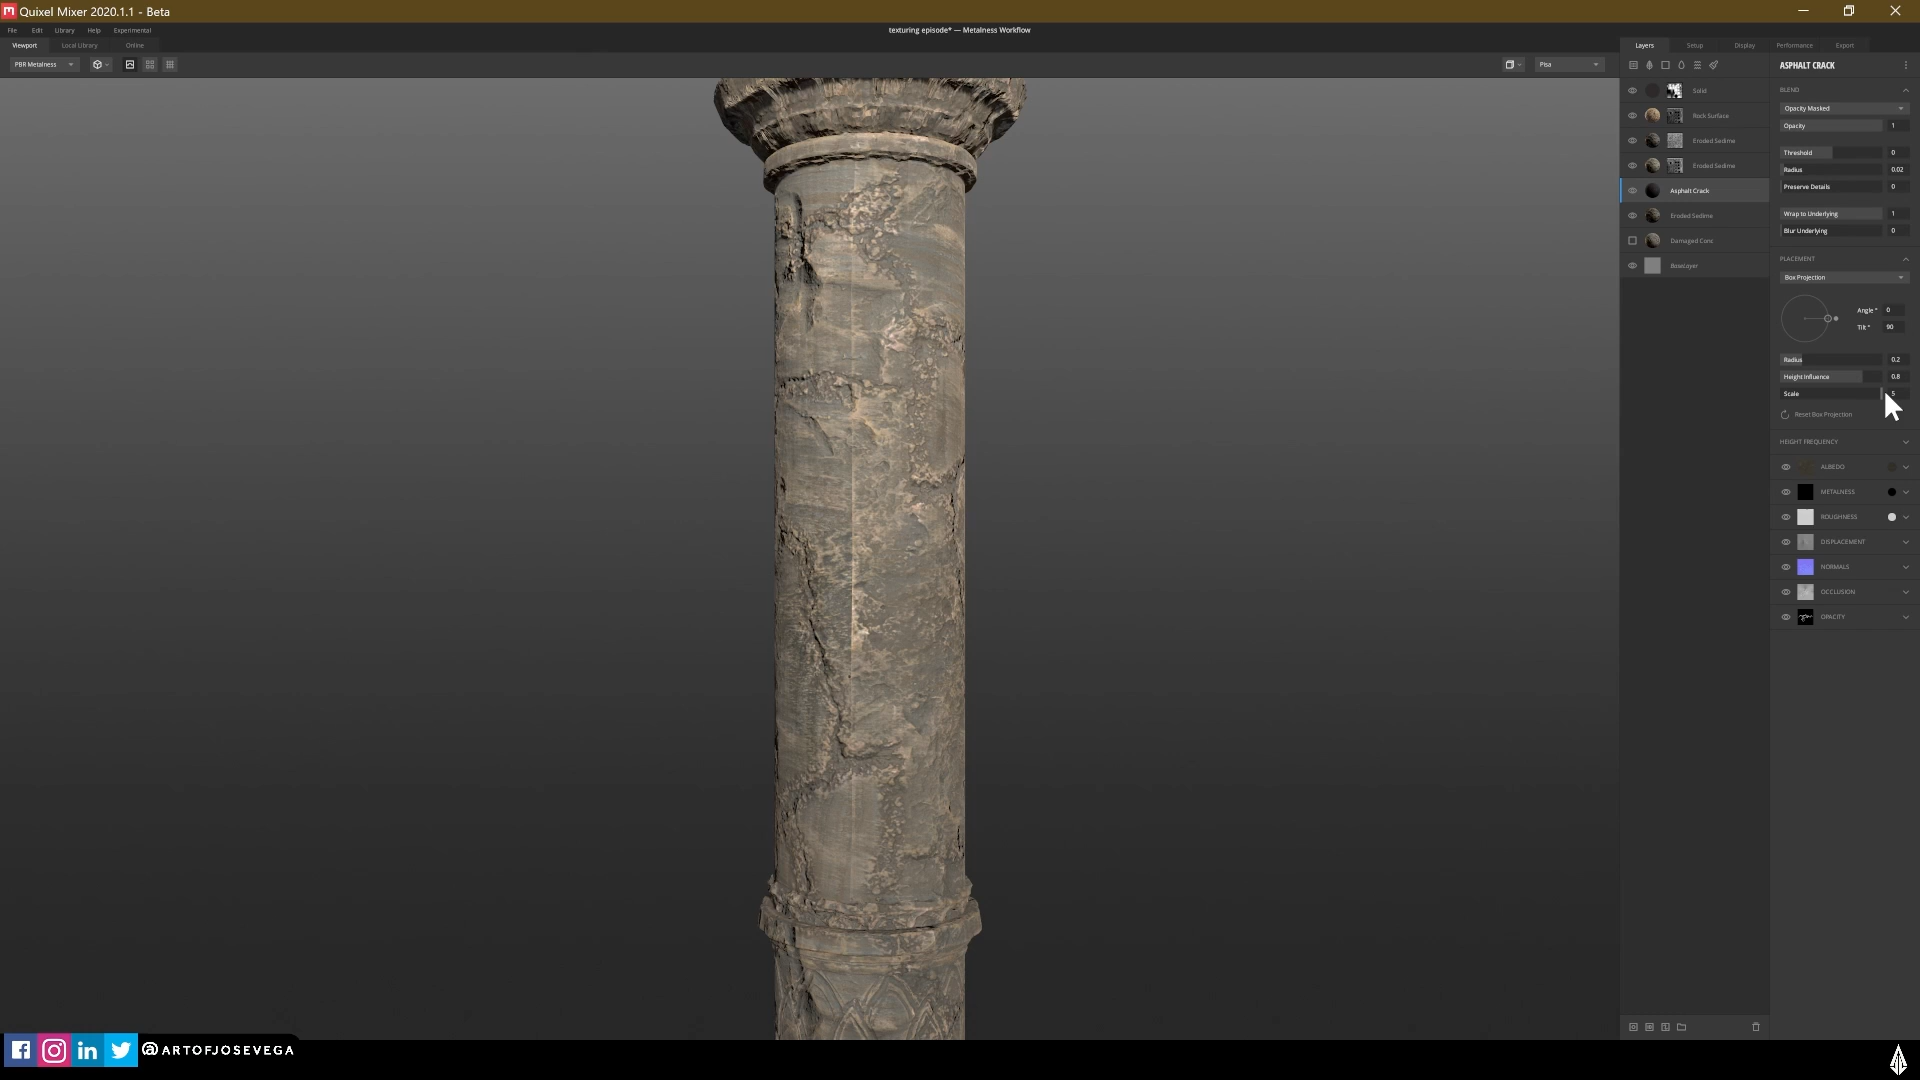 Quixel Mixer 2020.1.1 - Beta
File Edit Library Help Experimental
texturing episode* — Metalness Workflow
Viewport Local Library Online
Layers Setup Display Performance Export
PBR Metalness
Pisa
ASPHALT CRACK
Solid
Rock Surface
Eroded Sedime
Eroded Sedime
Asphalt Crack
Eroded Sedime
Damaged Conc
BaseLayer
BLEND
Opacity Masked
Opacity 1
Threshold 0
Radius 0.02
Preserve Details 0
Wrap to Underlying 1
Blur Underlying 0
PLACEMENT
Box Projection
Angle ° 0
Tilt ° 90
Radius 0.2
Height Influence 0.8
Scale 5
Reset Box Projection
HEIGHT FREQUENCY
ALBEDO
METALNESS
ROUGHNESS
DISPLACEMENT
NORMALS
OCCLUSION
OPACITY
@ARTOFJOSEVEGA